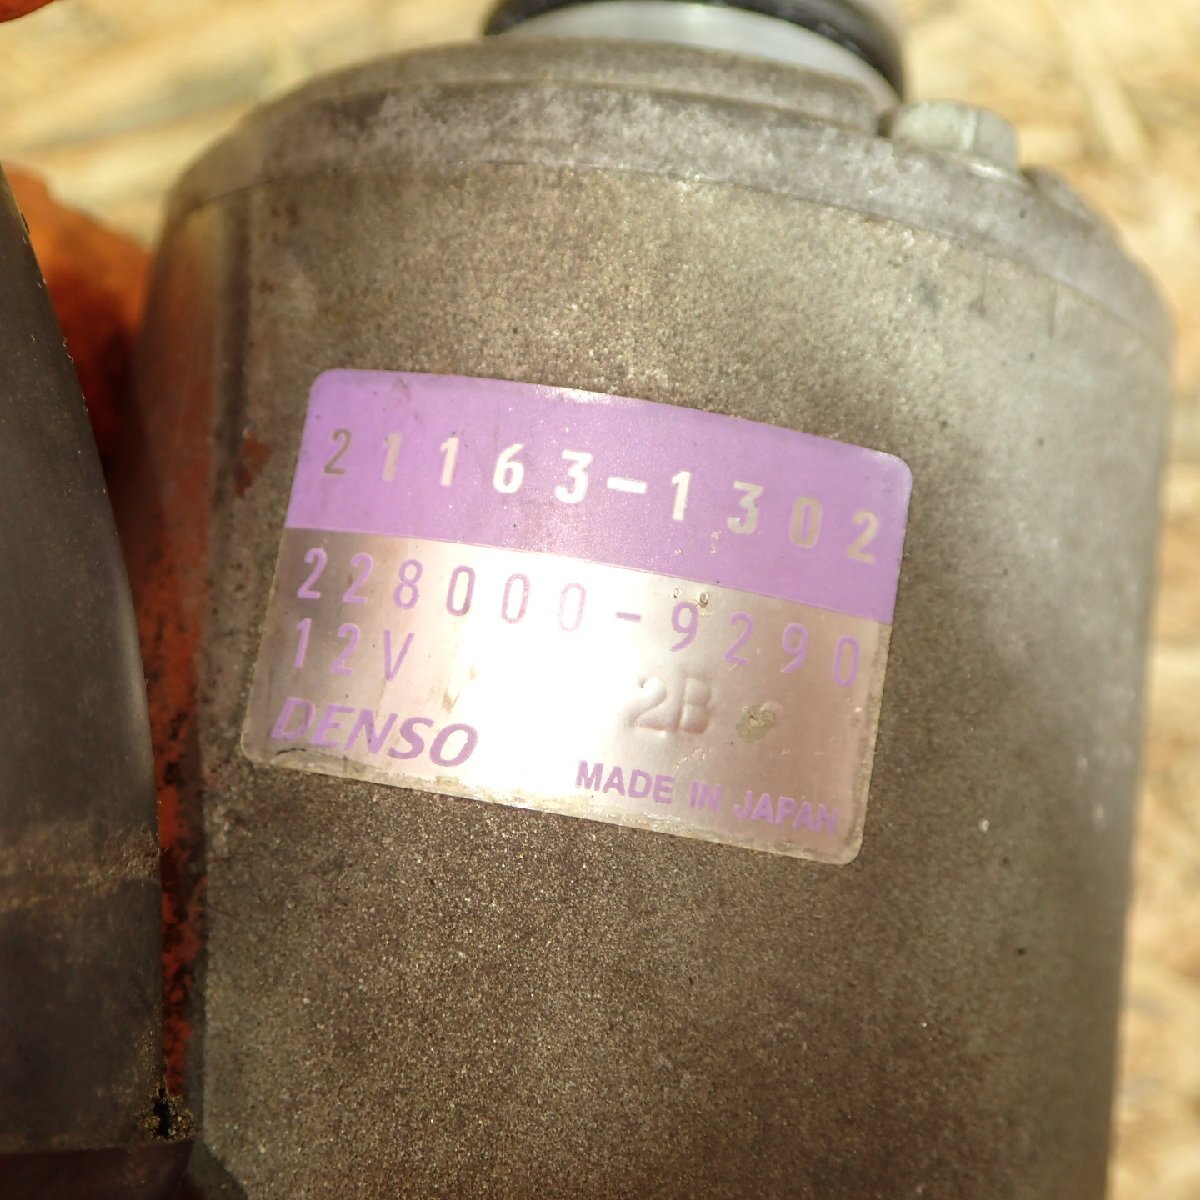 21163-1302
228000-9290
12V
2B
DENSO
MADE IN JAPAN